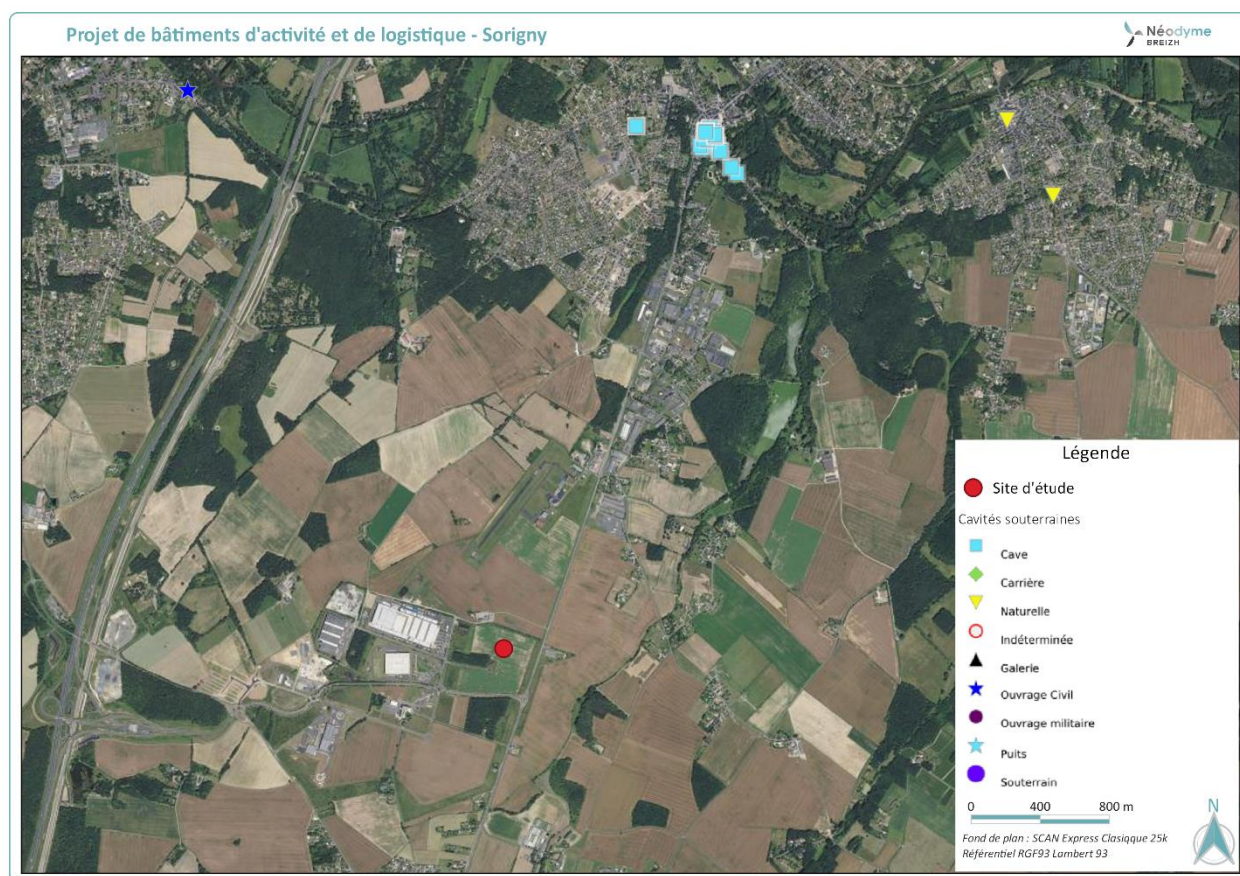 Projet de bâtiments d'activité et de logistique - Sorigny
Néodyme
BREIZH
Légende
Site d'étude
Cavités souterraines
Cave
Carrière
Naturelle
Indéterminée
Galerie
Ouvrage Civil
Ouvrage militaire
Puits
Souterrain
0 400 800 m
N
Fond de plan : SCAN Express Clasiqque 25k
Référentiel RGF93 Lambert 93